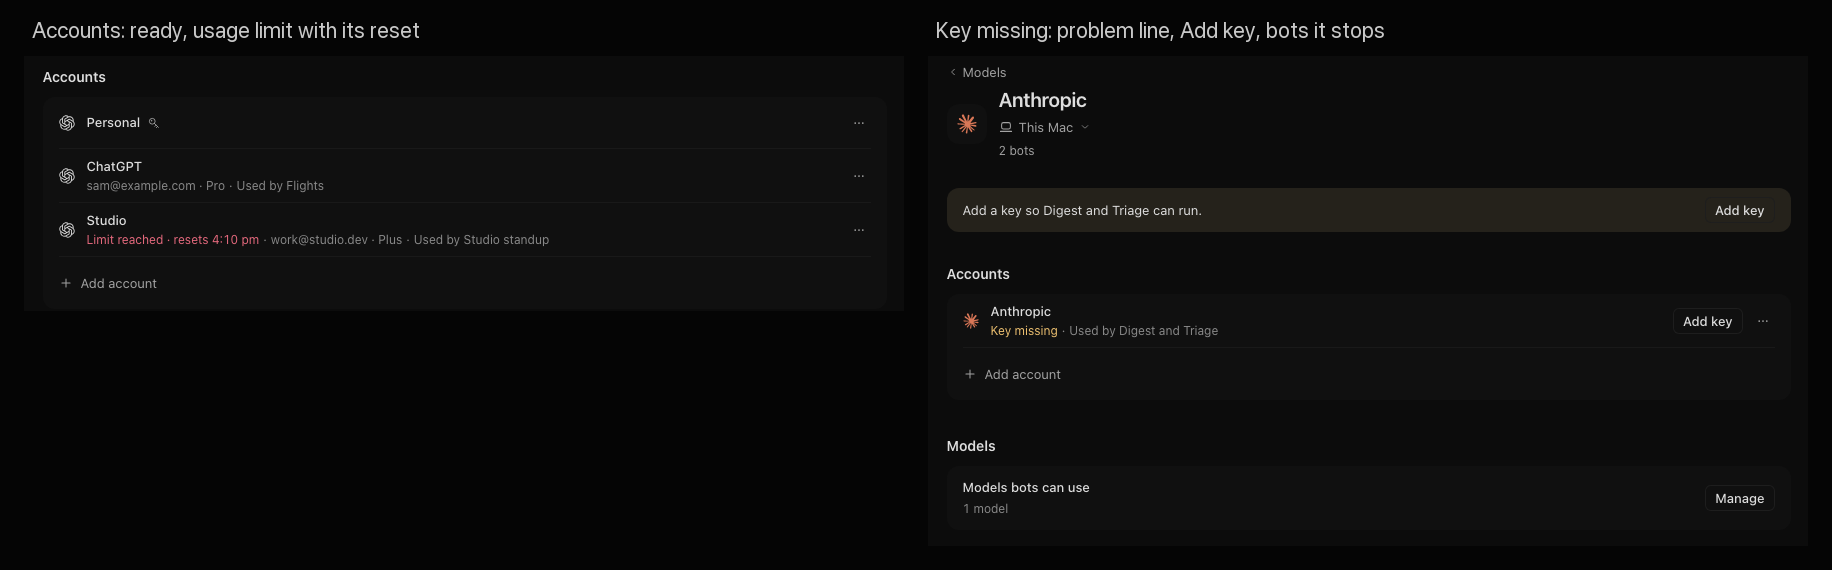 Accounts: ready, usage limit with its reset
Accounts
Personal
ChatGPT
sam@example.com · Pro · Used by Flights
Studio
Limit reached · resets 4:10 pm · work@studio.dev · Plus · Used by Studio standup
Add account
Key missing: problem line, Add key, bots it stops
Models
Anthropic
This Mac
2 bots
Add a key so Digest and Triage can run.
Add key
Accounts
Anthropic
Key missing · Used by Digest and Triage
Add key
Add account
Models
Models bots can use
1 model
Manage